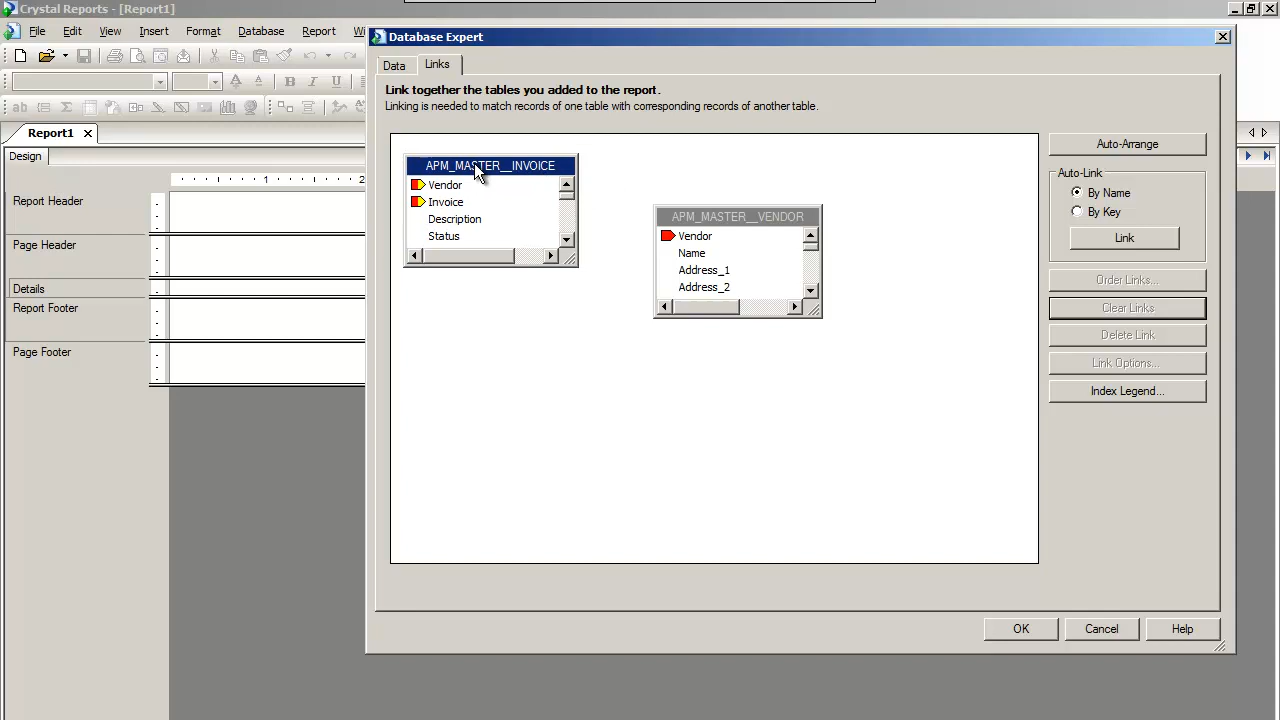 Crystal Reports - [Report1]
File Edit View Insert Format Database Report
Database Expert
Data Links
B I U
ab
Report1
Design
1 2
Report Header
Page Header
Details
Report Footer
Page Footer
Link together the tables you added to the report.
Linking is needed to match records of one table with corresponding records of another table.
APM_MASTER__INVOICE
Vendor
Invoice
Description
Status
APM_MASTER__VENDOR
Vendor
Name
Address_1
Address_2
Auto-Arrange
Auto-Link
By Name
By Key
Link
Order Links...
Clear Links
Delete Link
Link Options...
Index Legend...
OK Cancel Help